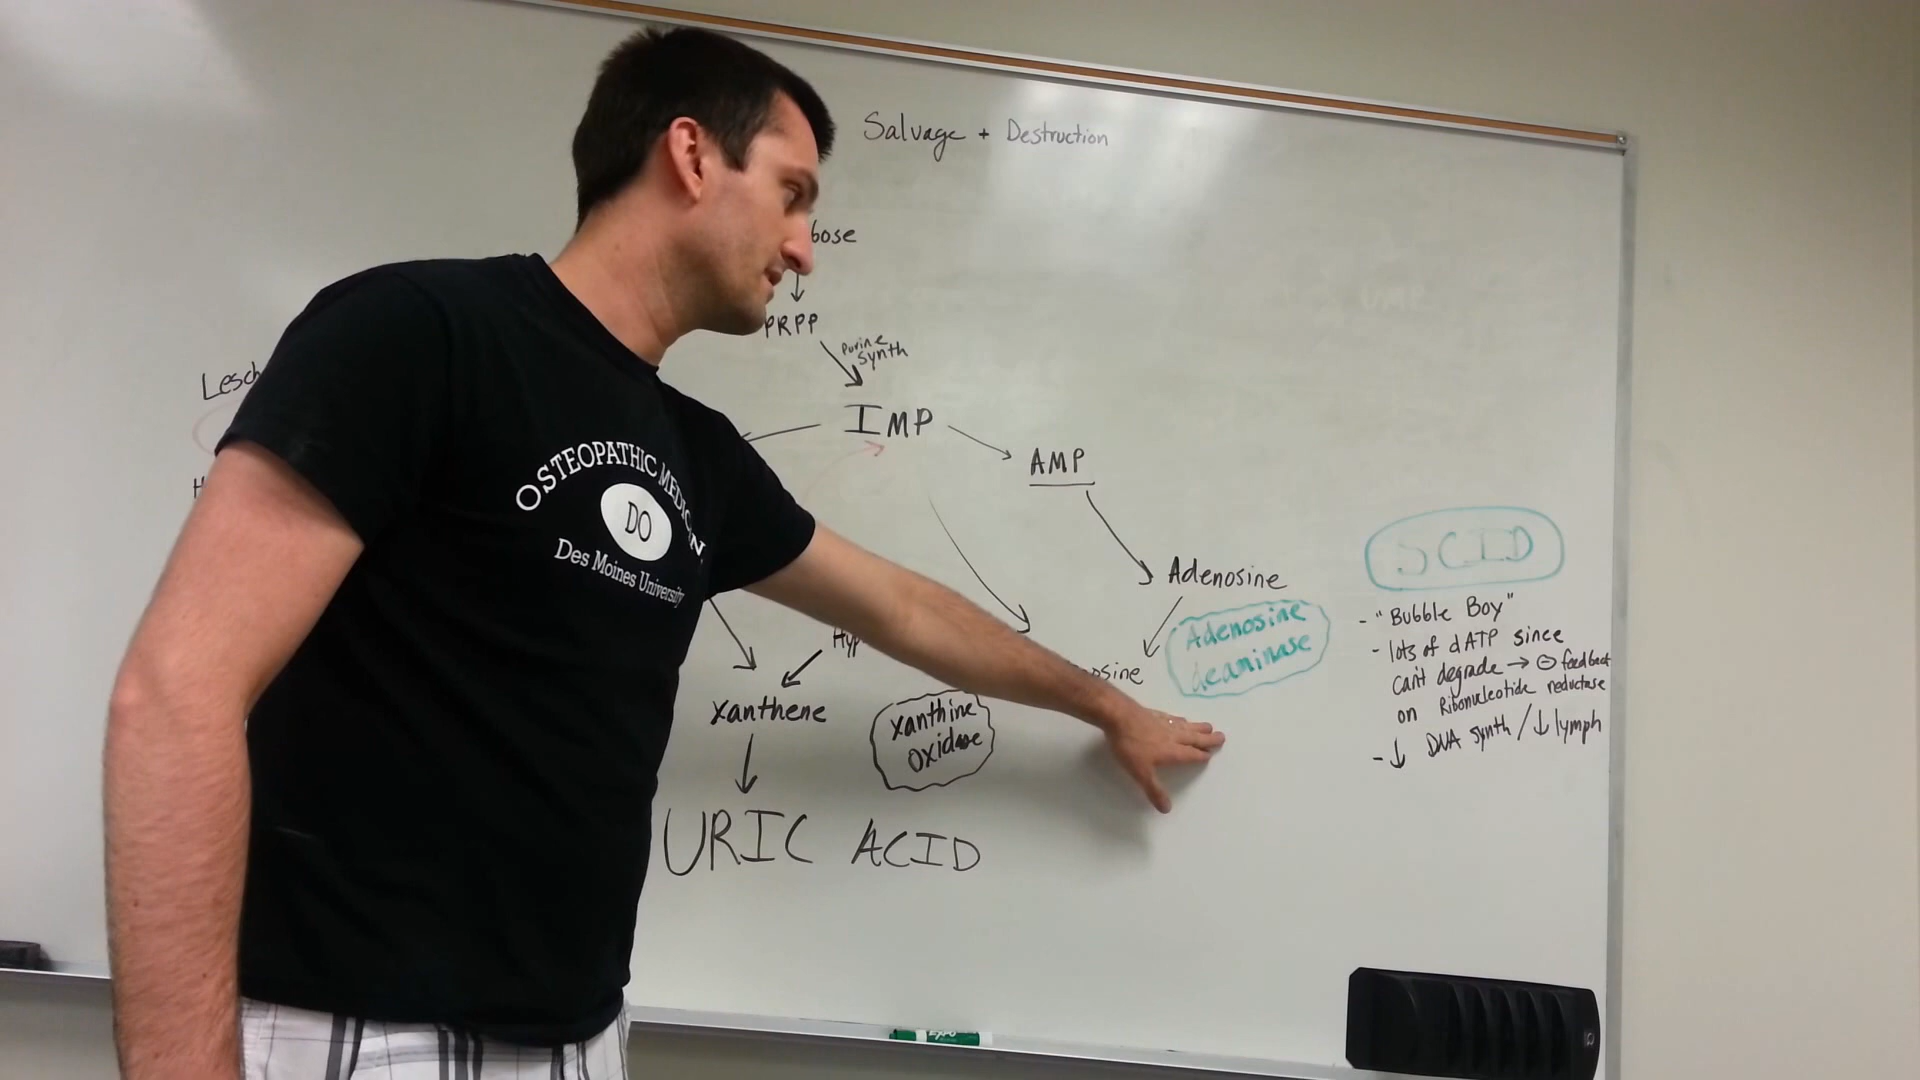 Salvage + Destruction
bose
PRPP
purine
synth
Lesch
IMP
AMP
H
OSTEOPATHIC MEDICIN
DO
Des Moines University
Adenosine
Adenosine
deaminase
osine
Hyp
Xanthene
xanthine
oxidase
URIC ACID
SCID
- "Bubble Boy"
- lots of dATP since
can't degrade → ⊖ feedback
on Ribonucleotide reductase
- ↓ DNA synth / ↓ lymph
EXPO